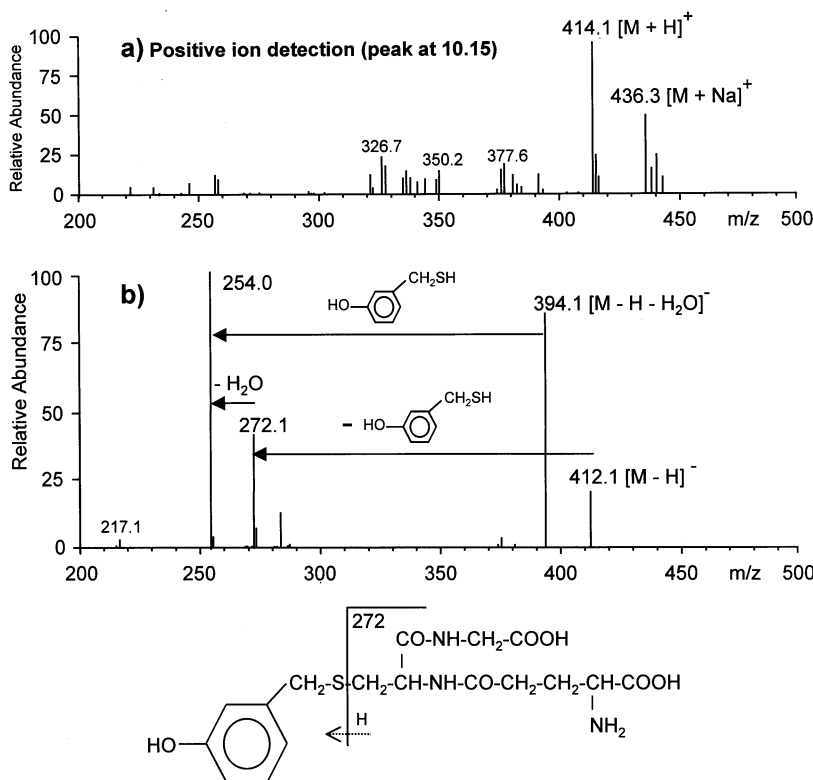 a) Positive ion detection (peak at 10.15)
414.1 [M + H]+
436.3 [M + Na]+
326.7
350.2
377.6
Relative Abundance
100
75
50
25
0
200 250 300 350 400 450 m/z 500
b)
254.0
HO
CH2SH
394.1 [M - H - H2O]-
- H2O
272.1
- HO
CH2SH
412.1 [M - H]-
217.1
Relative Abundance
100
75
50
25
0
200 250 300 350 400 450 m/z 500
272
CO-NH-CH2-COOH
CH2-S-CH2-CH-NH-CO-CH2-CH2-CH-COOH
NH2
H
HO